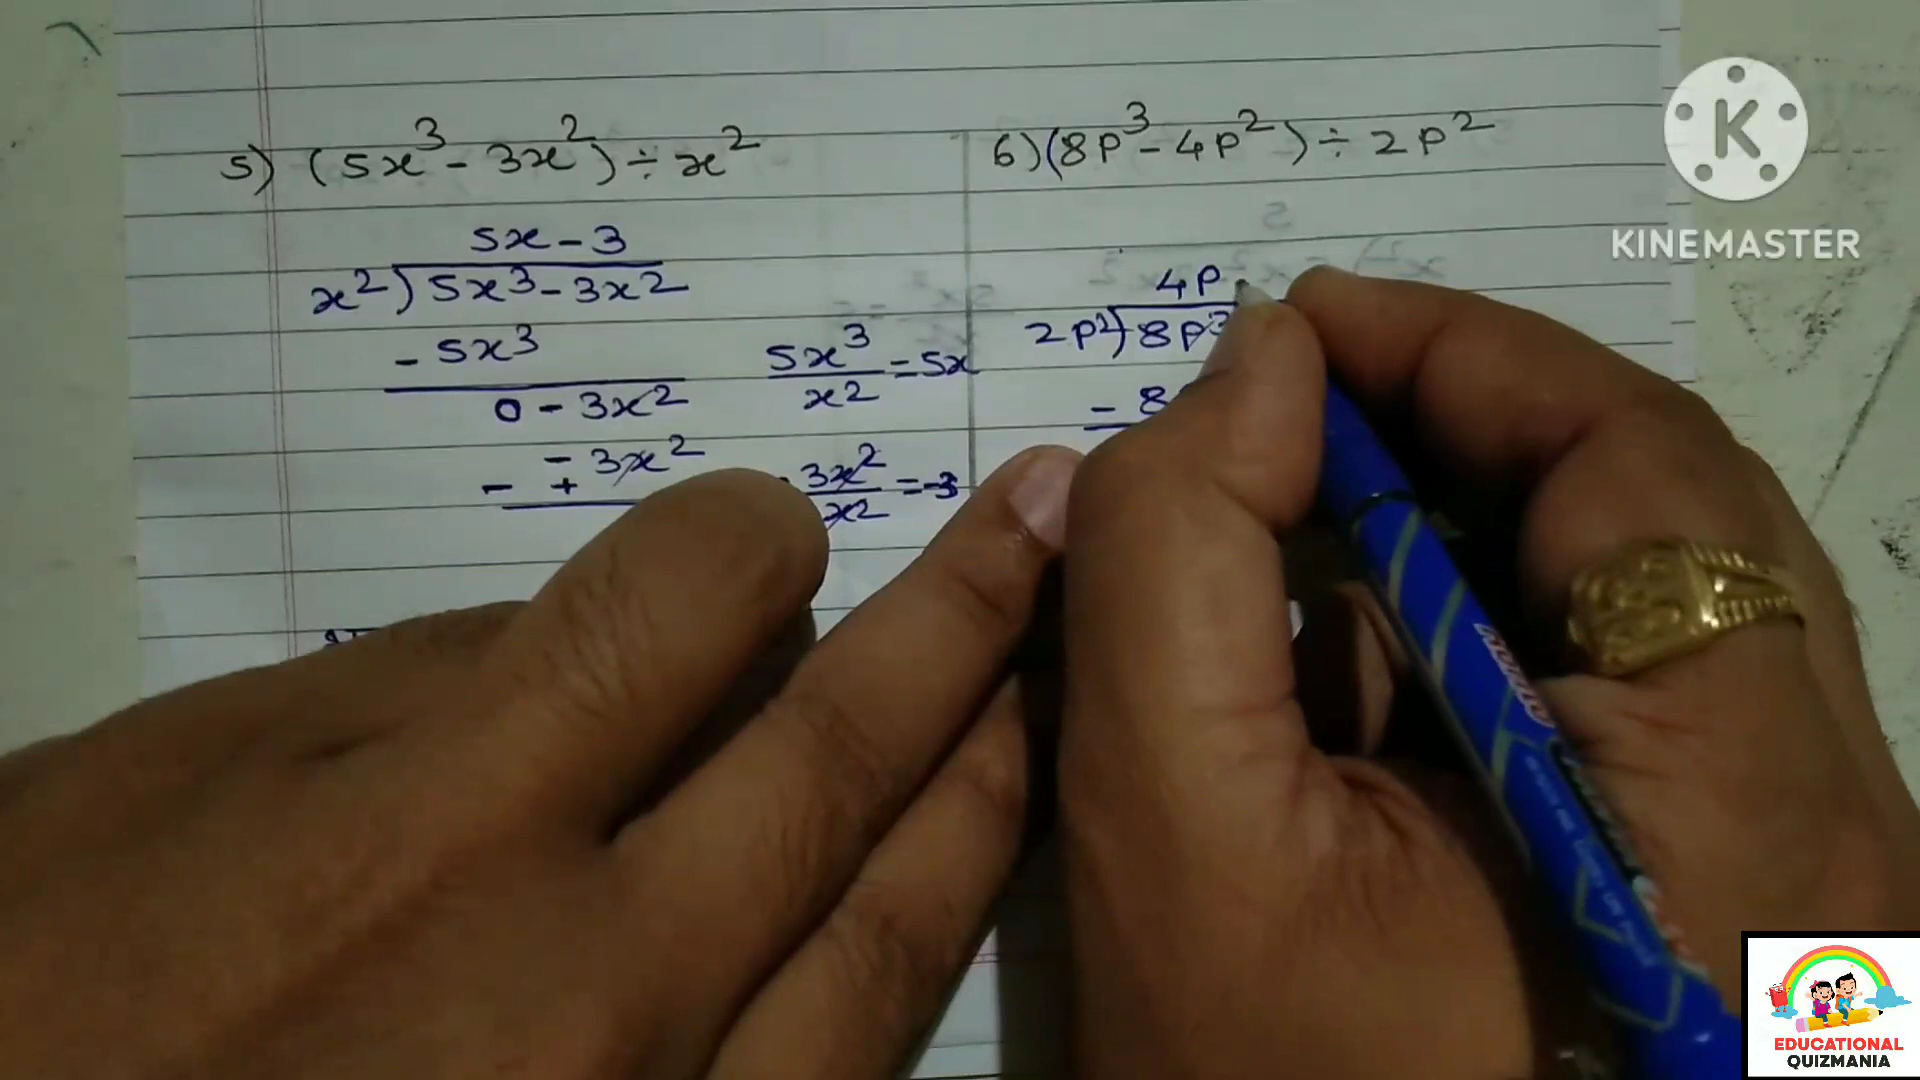 5) (5x³ - 3x²) ÷ x²
5x - 3
x² ) 5x³ - 3x²
- 5x³
0 - 3x²
- 3x²
- +
5x³/x² = 5x
- 3x²/x² = -3
6) (8P³ - 4P²) ÷ 2P²
4P
2P² ) 8P³
- 8
K
KINEMASTER
EDUCATIONAL
QUIZMANIA